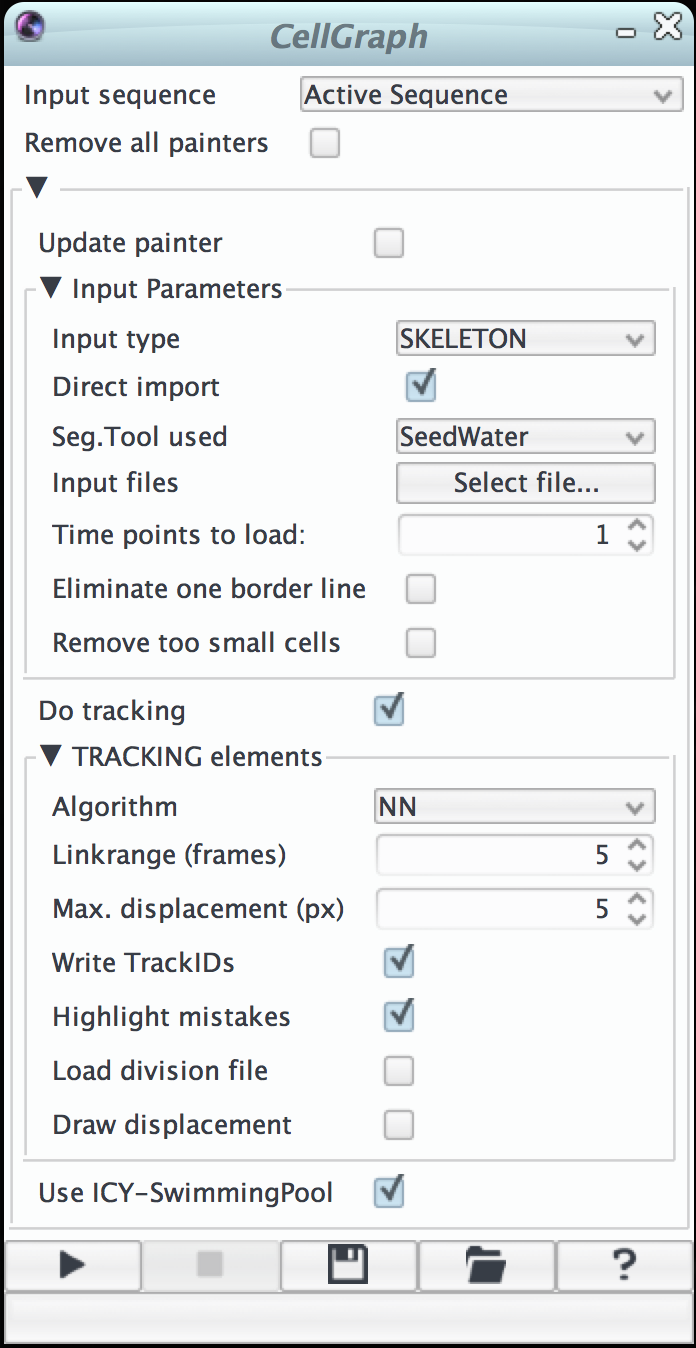 CellGraph
Input sequence Active Sequence
Remove all painters
Update painter
Input Parameters
Input type SKELETON
Direct import
Seg.Tool used SeedWater
Input files Select file...
Time points to load: 1
Eliminate one border line
Remove too small cells
Do tracking
TRACKING elements
Algorithm NN
Linkrange (frames) 5
Max. displacement (px) 5
Write TrackIDs
Highlight mistakes
Load division file
Draw displacement
Use ICY-SwimmingPool
?